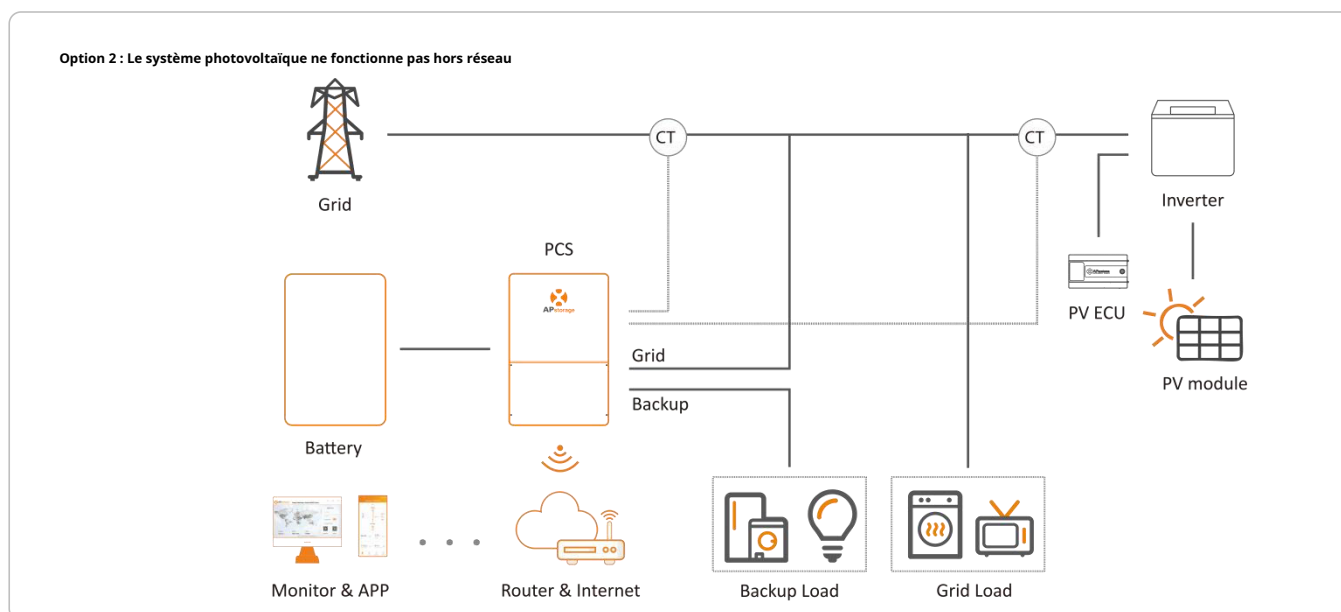 Option 2 : Le système photovoltaïque ne fonctionne pas hors réseau
CT
CT
Grid
Inverter
PCS
APstorage
PV ECU
Grid
PV module
Backup
Battery
Monitor & APP
Router & Internet
Backup Load
Grid Load